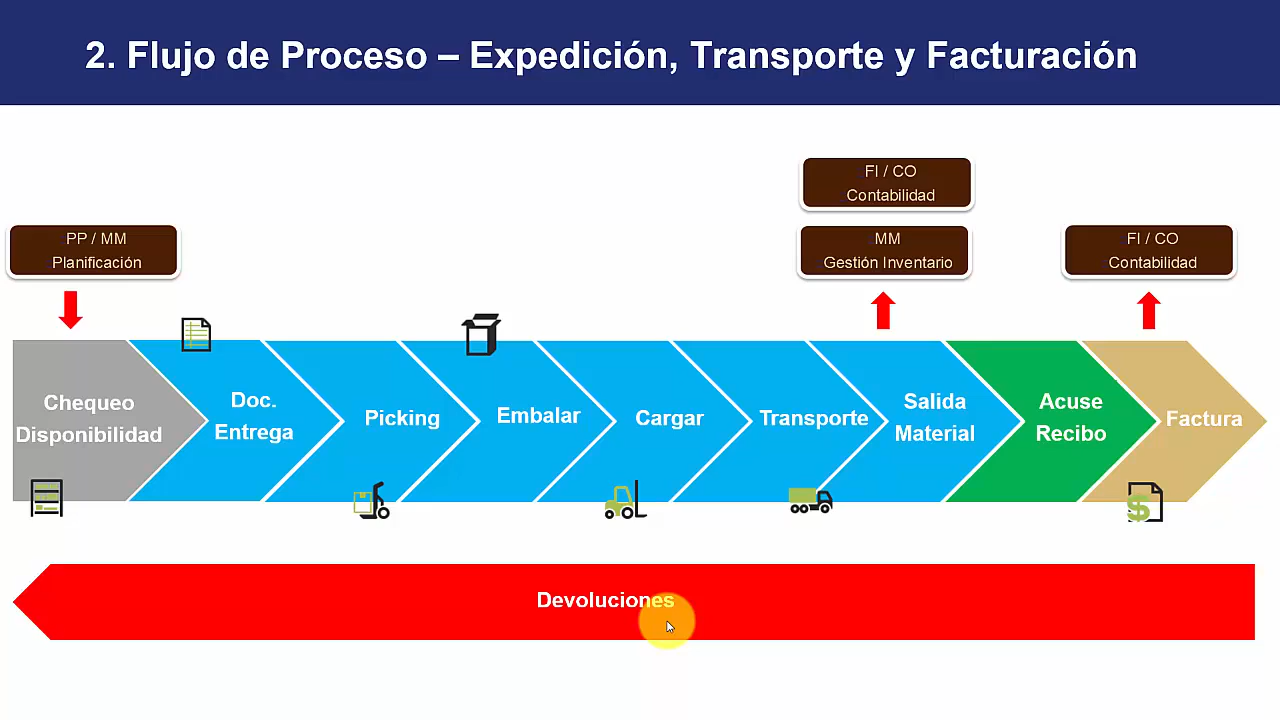 2. Flujo de Proceso – Expedición, Transporte y Facturación
FI / CO
Contabilidad
PP / MM
Planificación
MM
Gestión Inventario
FI / CO
Contabilidad
Chequeo
Disponibilidad
Doc.
Entrega
Picking
Embalar
Cargar
Transporte
Salida
Material
Acuse
Recibo
Factura
$
Devoluciones